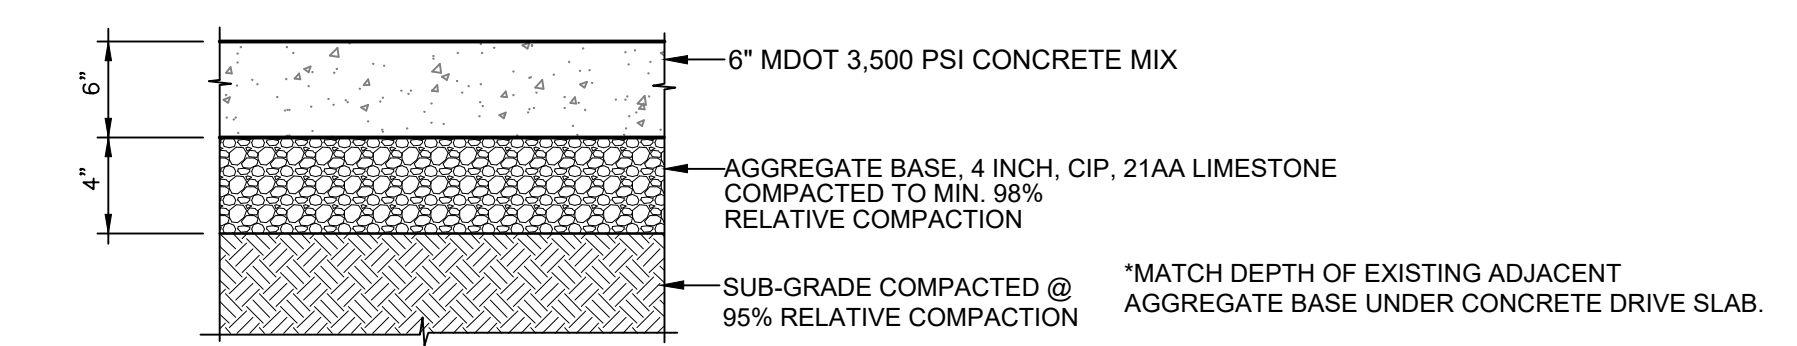 6"
6" MDOT 3,500 PSI CONCRETE MIX
4"
AGGREGATE BASE, 4 INCH, CIP, 21AA LIMESTONE
COMPACTED TO MIN. 98%
RELATIVE COMPACTION
SUB-GRADE COMPACTED @
95% RELATIVE COMPACTION
*MATCH DEPTH OF EXISTING ADJACENT
AGGREGATE BASE UNDER CONCRETE DRIVE SLAB.